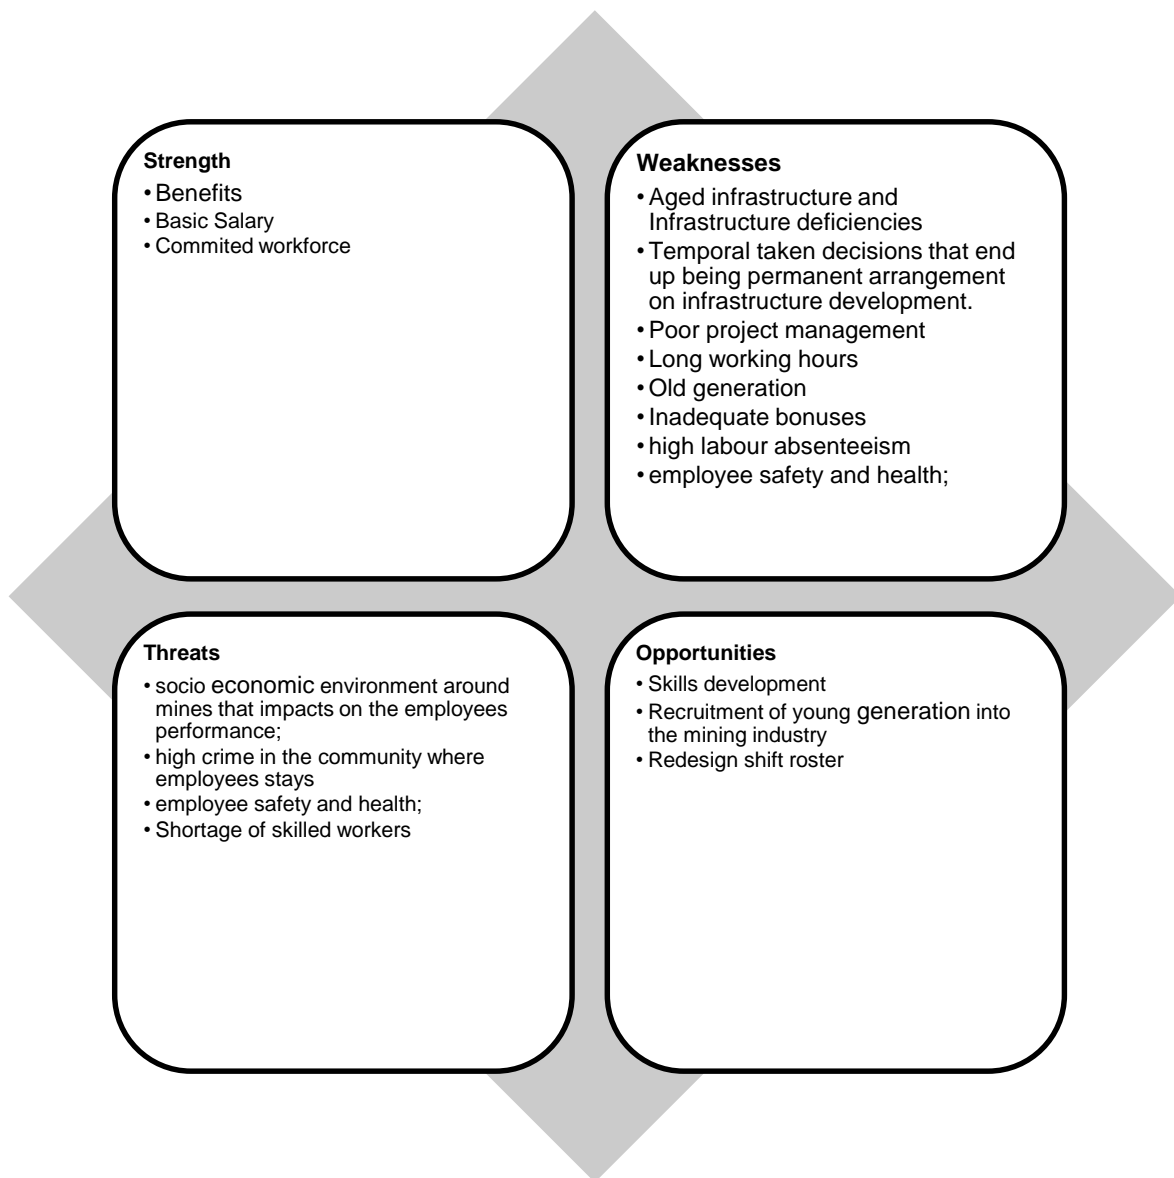 Strength
• Benefits
• Basic Salary
• Commited workforce
Weaknesses
• Aged infrastructure and
Infrastructure deficiencies
• Temporal taken decisions that end
up being permanent arrangement
on infrastructure development.
• Poor project management
• Long working hours
• Old generation
• Inadequate bonuses
• high labour absenteeism
• employee safety and health;
Threats
• socio economic environment around
mines that impacts on the employees
performance;
• high crime in the community where
employees stays
• employee safety and health;
• Shortage of skilled workers
Opportunities
• Skills development
• Recruitment of young generation into
the mining industry
• Redesign shift roster